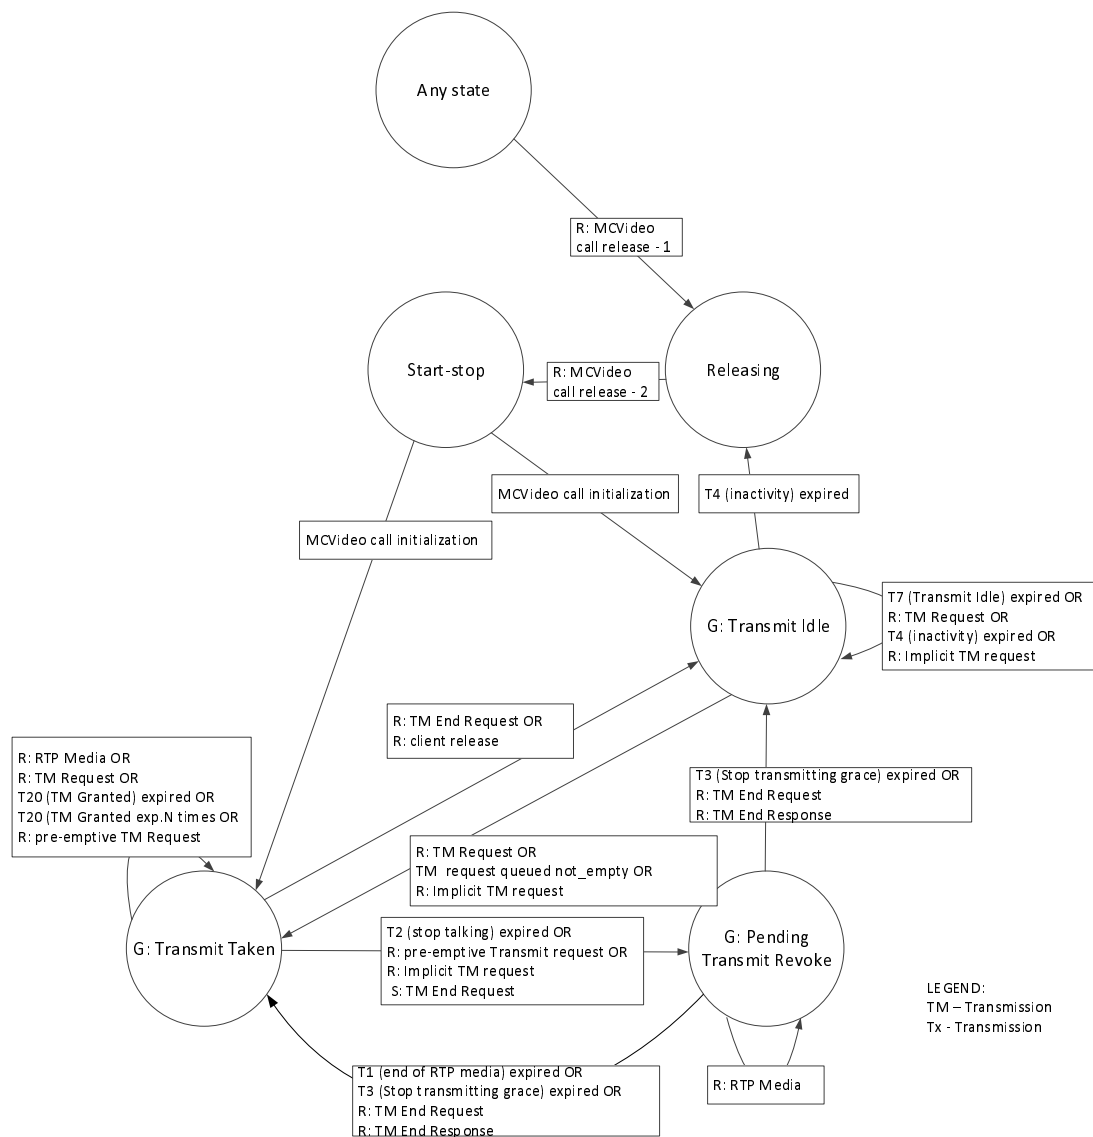 Any state
R: MCVideo
call release - 1
Start-stop
R: MCVideo
call release - 2
Releasing
MCVideo call initialization
T4 (inactivity) expired
MCVideo call initialization
G: Transmit Idle
T7 (Transmit Idle) expired OR
R: TM Request OR
T4 (inactivity) expired OR
R: Implicit TM request
R: TM End Request OR
R: client release
R: RTP Media OR
R: TM Request OR
T20 (TM Granted) expired OR
T20 (TM Granted exp.N times OR
R: pre-emptive TM Request
T3 (Stop transmitting grace) expired OR
R: TM End Request
R: TM End Response
R: TM Request OR
TM request queued not_empty OR
R: Implicit TM request
G: Transmit Taken
T2 (stop talking) expired OR
R: pre-emptive Transmit request OR
R: Implicit TM request
S: TM End Request
G: Pending
Transmit Revoke
LEGEND:
TM – Transmission
Tx - Transmission
T1 (end of RTP media) expired OR
T3 (Stop transmitting grace) expired OR
R: TM End Request
R: TM End Response
R: RTP Media